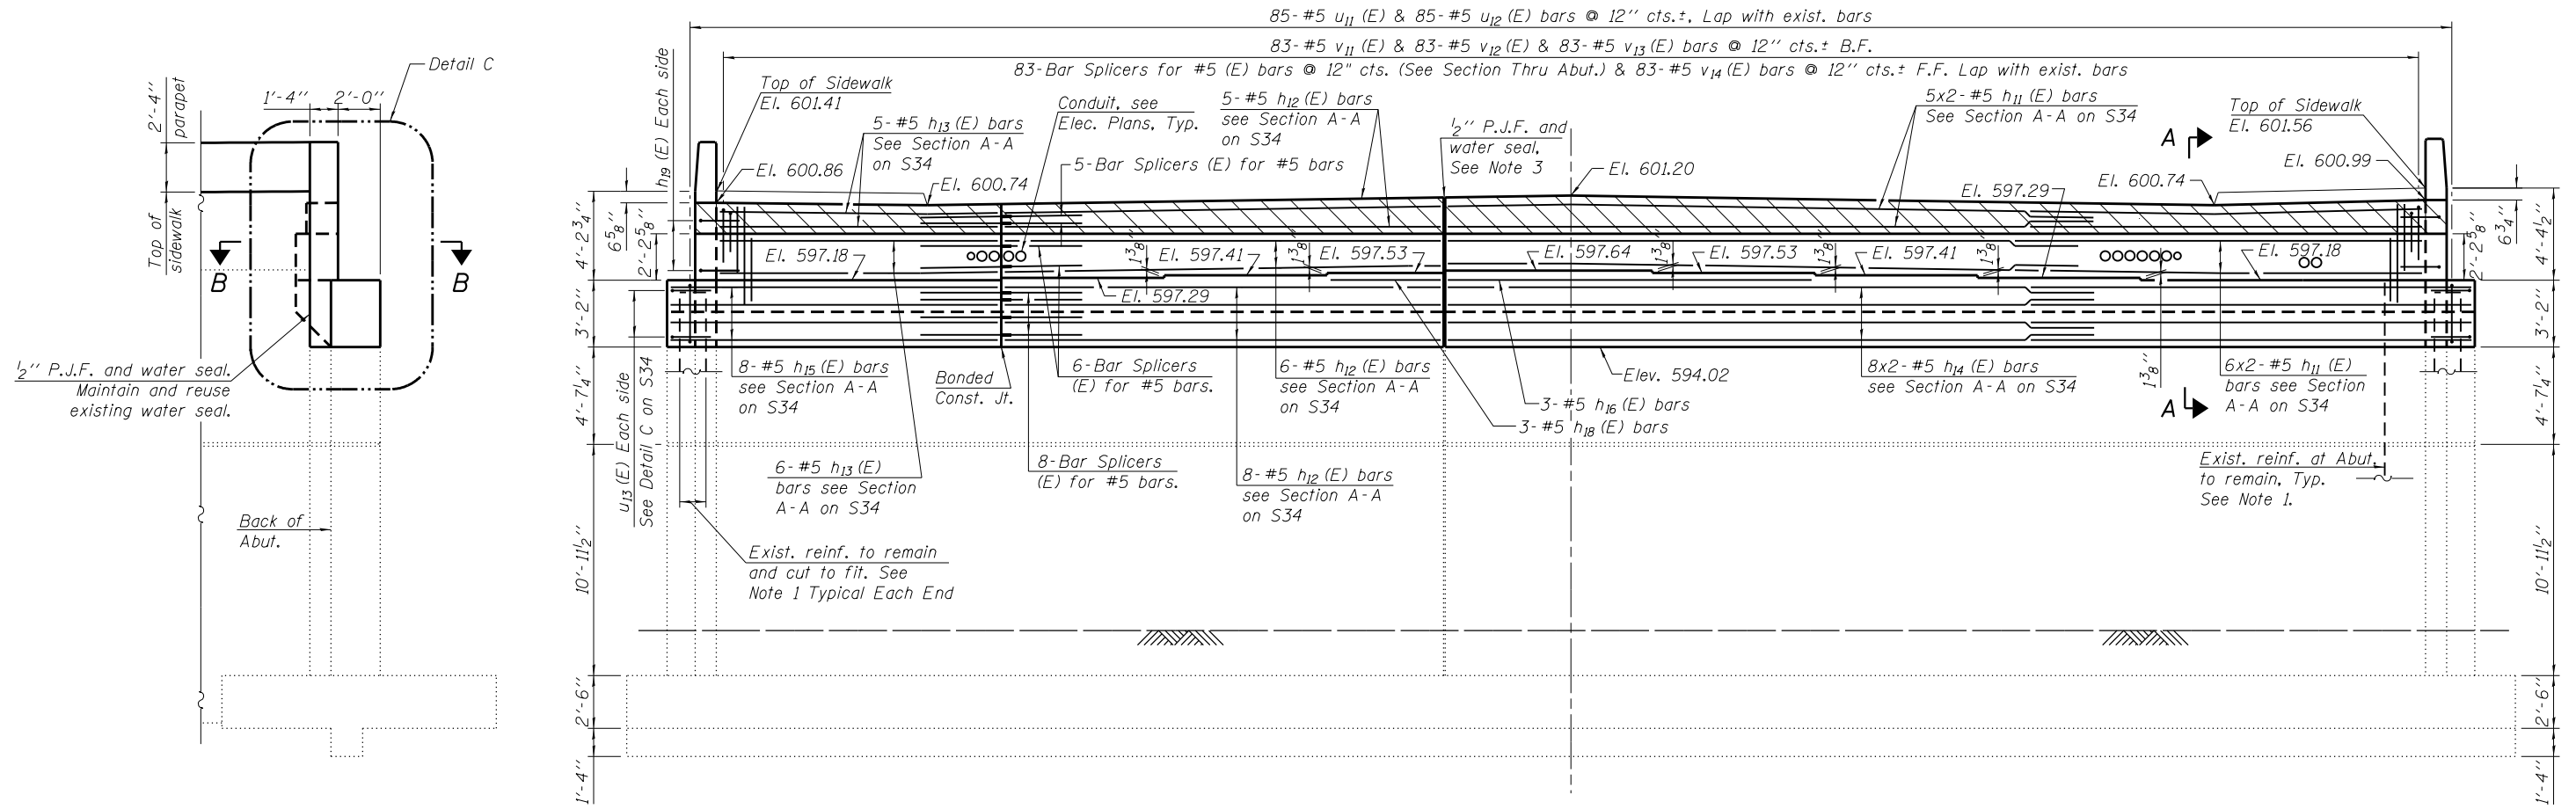 85-#5 u11 (E) & 85-#5 u12 (E) bars @ 12" cts.±, Lap with exist. bars
83-#5 v11 (E) & 83-#5 v12 (E) & 83-#5 v13 (E) bars @ 12" cts.± B.F.
83-Bar Splicers for #5 (E) bars @ 12" cts. (See Section Thru Abut.) & 83-#5 v14 (E) bars @ 12" cts.± F.F. Lap with exist. bars
Detail C
1'-4"
2'-0"
2'-4"
parapet
Top of
sidewalk
B
B
1/2" P.J.F. and water seal.
Maintain and reuse
existing water seal.
Back of
Abut.
h19 (E) Each side
Top of Sidewalk
El. 601.41
El. 600.86
5-#5 h13 (E) bars
See Section A-A
on S34
El. 600.74
Conduit, see
Elec. Plans, Typ.
5-Bar Splicers (E) for #5 bars
5-#5 h12 (E) bars
see Section A-A
on S34
1/2" P.J.F. and
water seal,
See Note 3
El. 601.20
5x2-#5 h11 (E) bars
See Section A-A on S34
Top of Sidewalk
El. 601.56
A
El. 600.99
El. 600.74
El. 597.29
4'-2 3/4"
6 5/8"
2'-2 5/8"
3'-2"
4'-7 1/4"
10'-11 1/2"
2'-6"
1'-4"
El. 597.18
El. 597.29
El. 597.41
El. 597.53
El. 597.64
El. 597.53
El. 597.41
El. 597.18
1 3/8"
1 3/8"
1 3/8"
1 3/8"
1 3/8"
1 3/8"
6 3/4"
4'-4 1/2"
2'-2 5/8"
3'-2"
4'-7 1/4"
10'-11 1/2"
2'-6"
1'-4"
u13 (E) Each side
See Detail C on S34
8-#5 h15 (E) bars
see Section A-A
on S34
Bonded
Const. Jt.
6-Bar Splicers
(E) for #5 bars.
6-#5 h12 (E) bars
see Section A-A
on S34
Elev. 594.02
8x2-#5 h14 (E) bars
see Section A-A on S34
6x2-#5 h11 (E)
bars see Section
A-A on S34
A
3-#5 h16 (E) bars
3-#5 h18 (E) bars
6-#5 h13 (E)
bars see Section
A-A on S34
8-Bar Splicers
(E) for #5 bars.
8-#5 h12 (E) bars
see Section A-A
on S34
Exist. reinf. at Abut.
to remain, Typ.
See Note 1.
Exist. reinf. to remain
and cut to fit. See
Note 1 Typical Each End